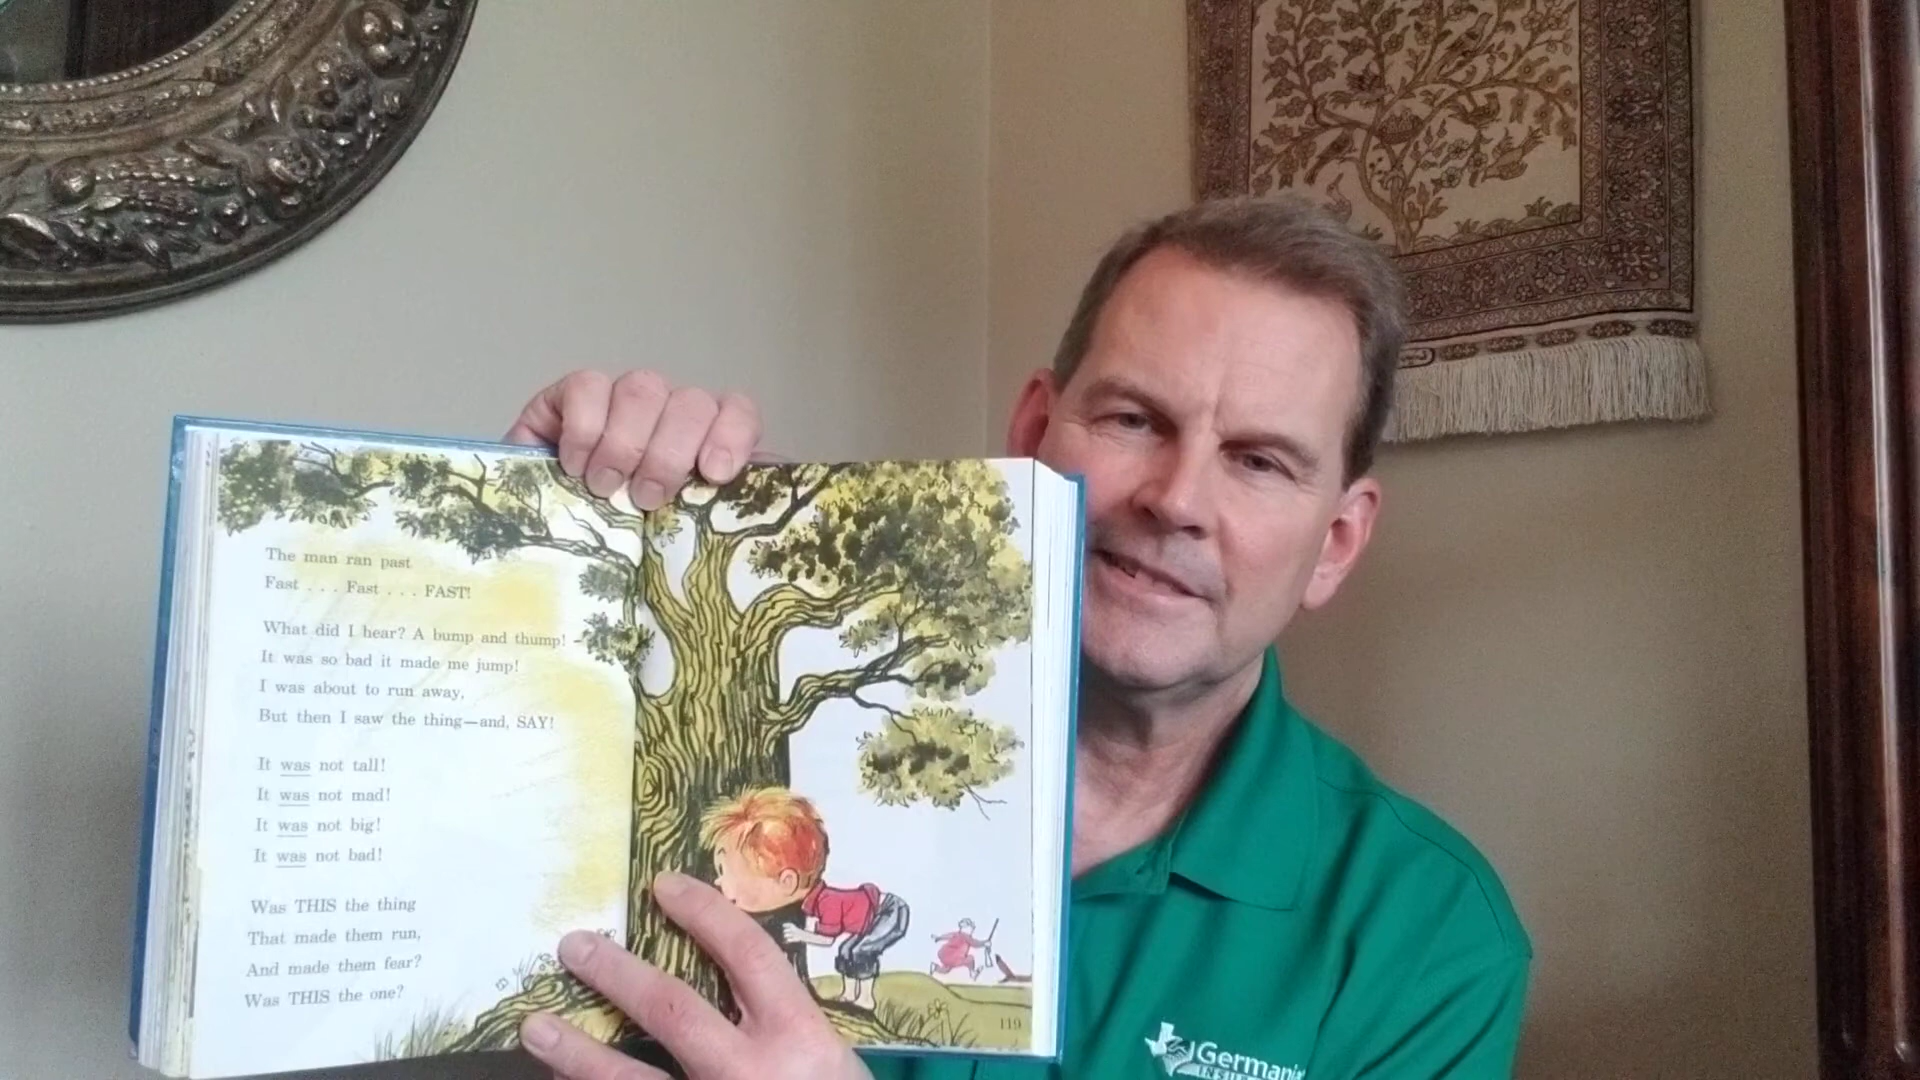 The man ran past
Fast . . . Fast . . . FAST!
What did I hear? A bump and thump!
It was so bad it made me jump!
I was about to run away,
But then I saw the thing—and, SAY!
It was not tall!
It was not mad!
It was not big!
It was not bad!
Was THIS the thing
That made them run,
And made them fear?
Was THIS the one?
119
Germania